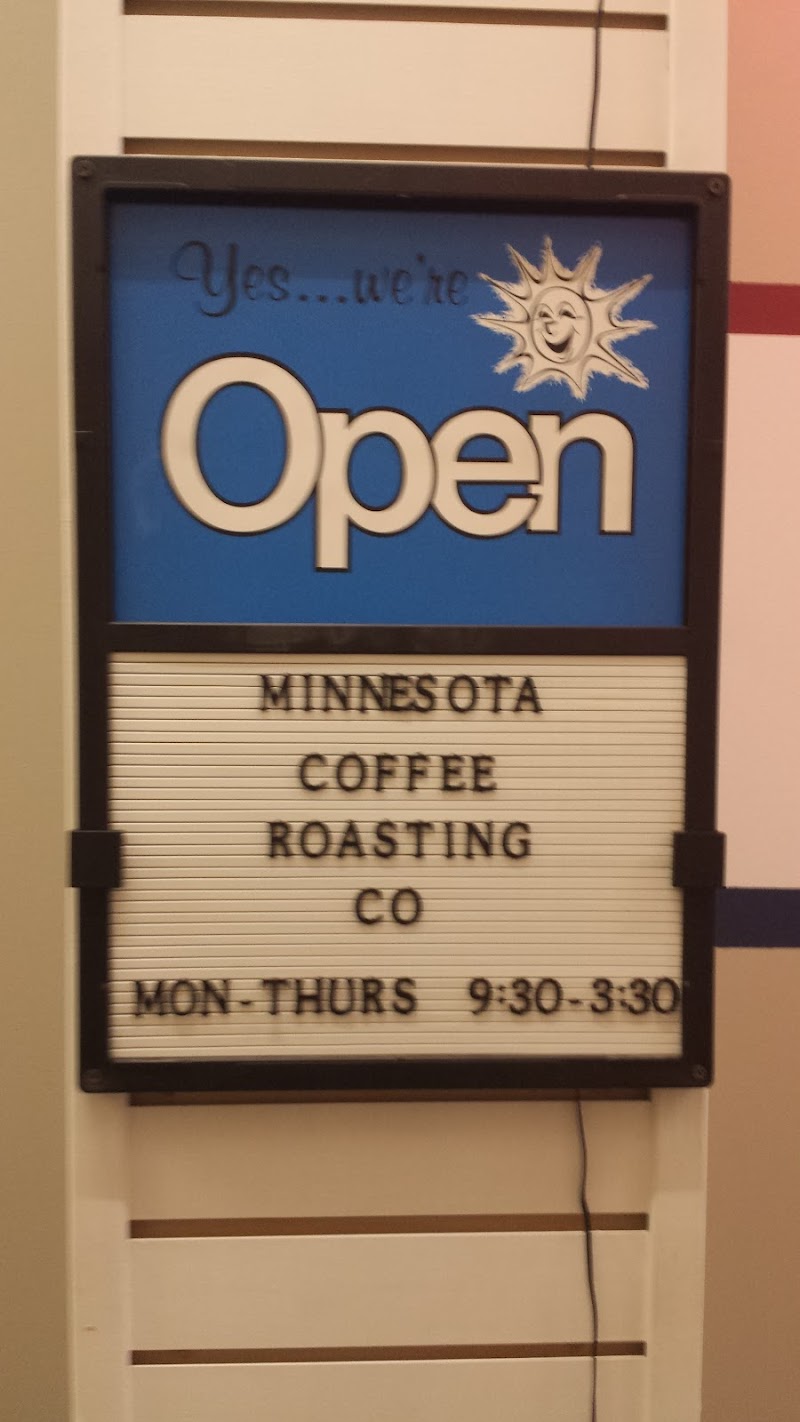 Yes...we're
Open
MINNESOTA
COFFEE
ROASTING
CO
MON-THURS 9:30-3:30